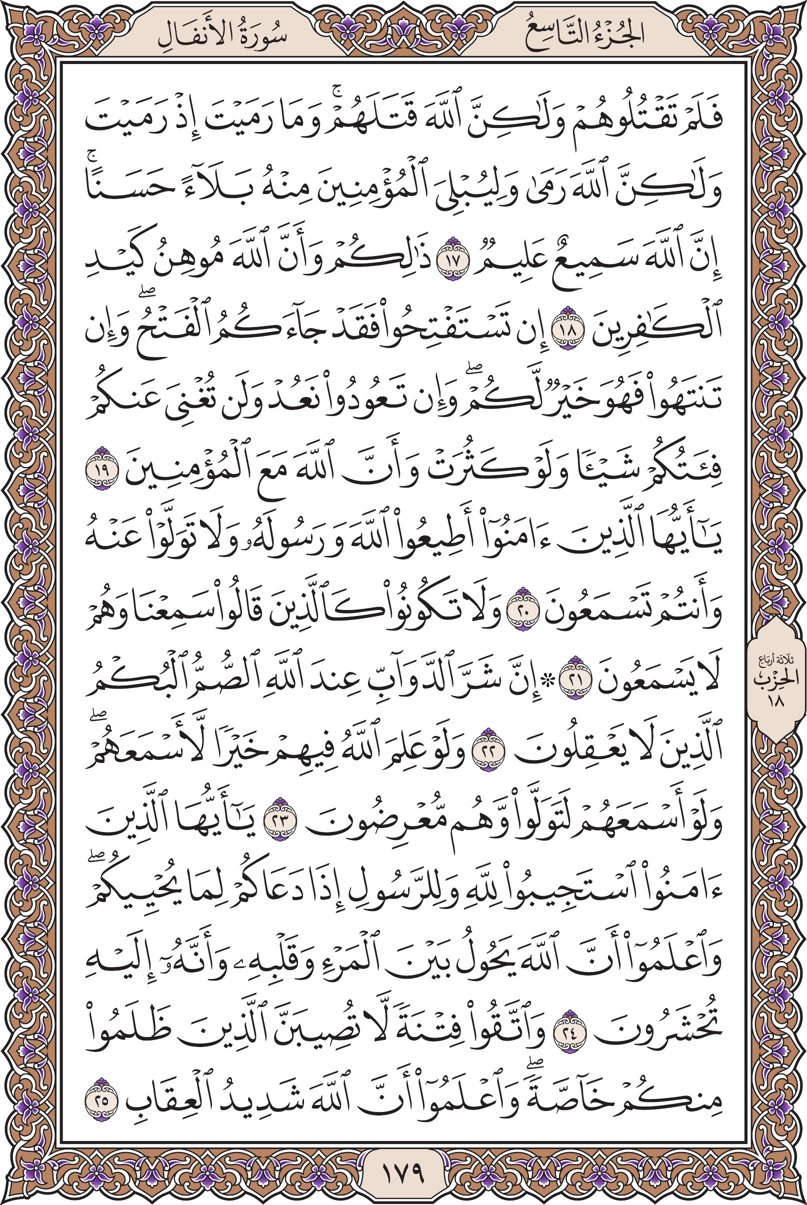 الجُزْءُ التَّاسِعُ
سُورَةُ الأَنفَالِ
فَلَمْ تَقْتُلُوهُمْ وَلَٰكِنَّ ٱللَّهَ قَتَلَهُمْۚ وَمَا رَمَيْتَ إِذْ رَمَيْتَ
وَلَٰكِنَّ ٱللَّهَ رَمَىٰ وَلِيُبْلِىَ ٱلْمُؤْمِنِينَ مِنْهُ بَلَآءً حَسَنًاۚ
إِنَّ ٱللَّهَ سَمِيعٌ عَلِيمٌ ١٧ ذَٰلِكُمْ وَأَنَّ ٱللَّهَ مُوهِنُ كَيْدِ
ٱلْكَٰفِرِينَ ١٨ إِن تَسْتَفْتِحُوا۟ فَقَدْ جَآءَكُمُ ٱلْفَتْحُۖ وَإِن
تَنتَهُوا۟ فَهُوَ خَيْرٌ لَّكُمْۖ وَإِن تَعُودُوا۟ نَعُدْ وَلَن تُغْنِىَ عَنكُمْ
فِئَتُكُمْ شَيْـًٔا وَلَوْ كَثُرَتْ وَأَنَّ ٱللَّهَ مَعَ ٱلْمُؤْمِنِينَ ١٩
يَٰٓأَيُّهَا ٱلَّذِينَ ءَامَنُوٓا۟ أَطِيعُوا۟ ٱللَّهَ وَرَسُولَهُۥ وَلَا تَوَلَّوْا۟ عَنْهُ
وَأَنتُمْ تَسْمَعُونَ ٢٠ وَلَا تَكُونُوا۟ كَٱلَّذِينَ قَالُوا۟ سَمِعْنَا وَهُمْ
لَا يَسْمَعُونَ ٢١ ۞ إِنَّ شَرَّ ٱلدَّوَآبِّ عِندَ ٱللَّهِ ٱلصُّمُّ ٱلْبُكْمُ
ٱلَّذِينَ لَا يَعْقِلُونَ ٢٢ وَلَوْ عَلِمَ ٱللَّهُ فِيهِمْ خَيْرًا لَّأَسْمَعَهُمْۖ
وَلَوْ أَسْمَعَهُمْ لَتَوَلَّوا۟ وَّهُم مُّعْرِضُونَ ٢٣ يَٰٓأَيُّهَا ٱلَّذِينَ
ءَامَنُوا۟ ٱسْتَجِيبُوا۟ لِلَّهِ وَلِلرَّسُولِ إِذَا دَعَاكُمْ لِمَا يُحْيِيكُمْۖ
وَٱعْلَمُوٓا۟ أَنَّ ٱللَّهَ يَحُولُ بَيْنَ ٱلْمَرْءِ وَقَلْبِهِۦ وَأَنَّهُۥٓ إِلَيْهِ
تُحْشَرُونَ ٢٤ وَٱتَّقُوا۟ فِتْنَةً لَّا تُصِيبَنَّ ٱلَّذِينَ ظَلَمُوا۟
مِنكُمْ خَآصَّةًۖ وَٱعْلَمُوٓا۟ أَنَّ ٱللَّهَ شَدِيدُ ٱلْعِقَابِ ٢٥
ثلاثة أرباع
الحِزْب
١٨
١٧٩